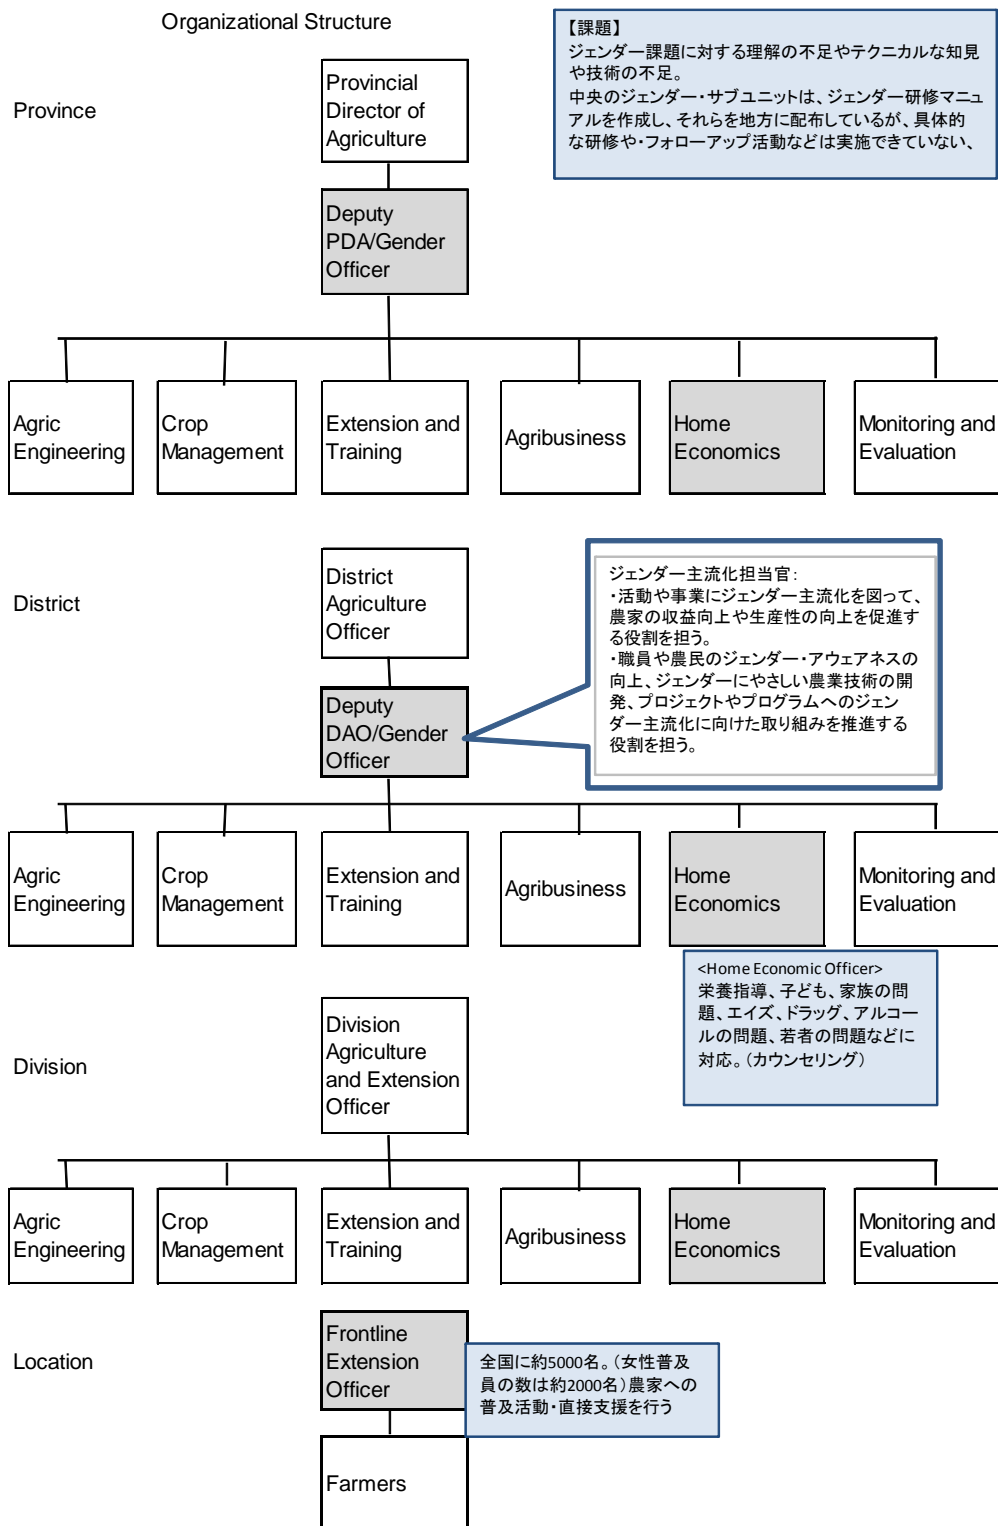 Organizational Structure
【課題】
ジェンダー課題に対する理解の不足やテクニカルな知見
や技術の不足。
中央のジェンダー・サブユニットは、ジェンダー研修マニュ
アルを作成し、それらを地方に配布しているが、具体的
な研修や・フォローアップ活動などは実施できていない、
Province
Provincial
Director of
Agriculture
Deputy
PDA/Gender
Officer
Agric
Engineering
Crop
Management
Extension and
Training
Agribusiness
Home
Economics
Monitoring and
Evaluation
District
District
Agriculture
Officer
ジェンダー主流化担当官：
・活動や事業にジェンダー主流化を図って、
農家の収益向上や生産性の向上を促進す
る役割を担う。
・職員や農民のジェンダー・アウェアネスの
向上、ジェンダーにやさしい農業技術の開
発、プロジェクトやプログラムへのジェン
ダー主流化に向けた取り組みを推進する
役割を担う。
Deputy
DAO/Gender
Officer
Agric
Engineering
Crop
Management
Extension and
Training
Agribusiness
Home
Economics
Monitoring and
Evaluation
<Home Economic Officer>
栄養指導、子ども、家族の問
題、エイズ、ドラッグ、アルコー
ルの問題、若者の問題などに
対応。（カウンセリング）
Division
Division
Agriculture
and Extension
Officer
Agric
Engineering
Crop
Management
Extension and
Training
Agribusiness
Home
Economics
Monitoring and
Evaluation
Location
Frontline
Extension
Officer
全国に約5000名。（女性普及
員の数は約2000名）農家への
普及活動・直接支援を行う
Farmers